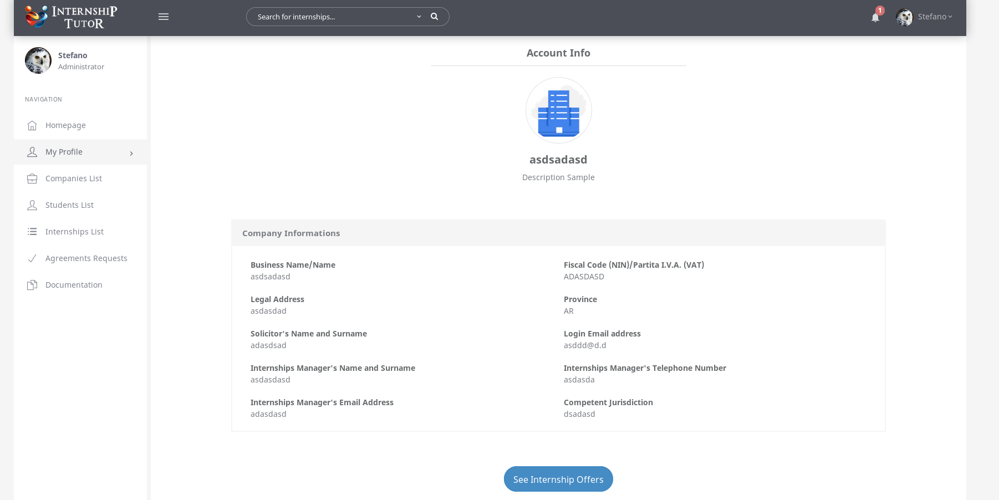 INTERNSHIP
TUTOR
Search for internships...
1
Stefano
Stefano
Administrator
NAVIGATION
Homepage
My Profile
Companies List
Students List
Internships List
Agreements Requests
Documentation
Account Info
asdsadasd
Description Sample
Company Informations
Business Name/Name
asdsadasd
Fiscal Code (NIN)/Partita I.V.A. (VAT)
ADASDASD
Legal Address
asdasdad
Province
AR
Solicitor's Name and Surname
adasdsad
Login Email address
asddd@d.d
Internships Manager's Name and Surname
asdasdasd
Internships Manager's Telephone Number
asdasda
Internships Manager's Email Address
adasdasd
Competent Jurisdiction
dsadasd
See Internship Offers